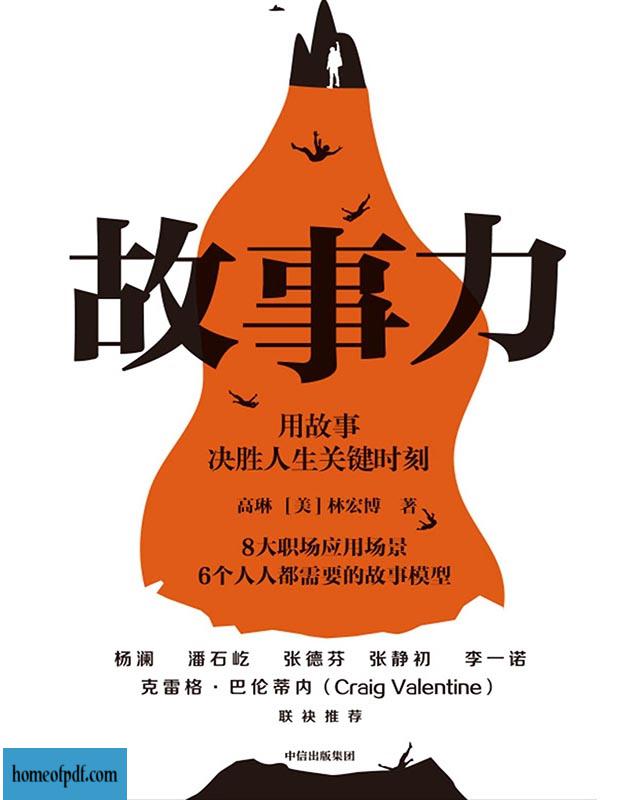 故事力
用故事
决胜人生关键时刻
高琳 [美]林宏博 著
8大职场应用场景
6个人人都需要的故事模型
杨澜 潘石屹 张德芬 张静初 李一诺
克雷格·巴伦蒂内(Craig Valentine)
联袂推荐
中信出版集团
homeofpdf.com